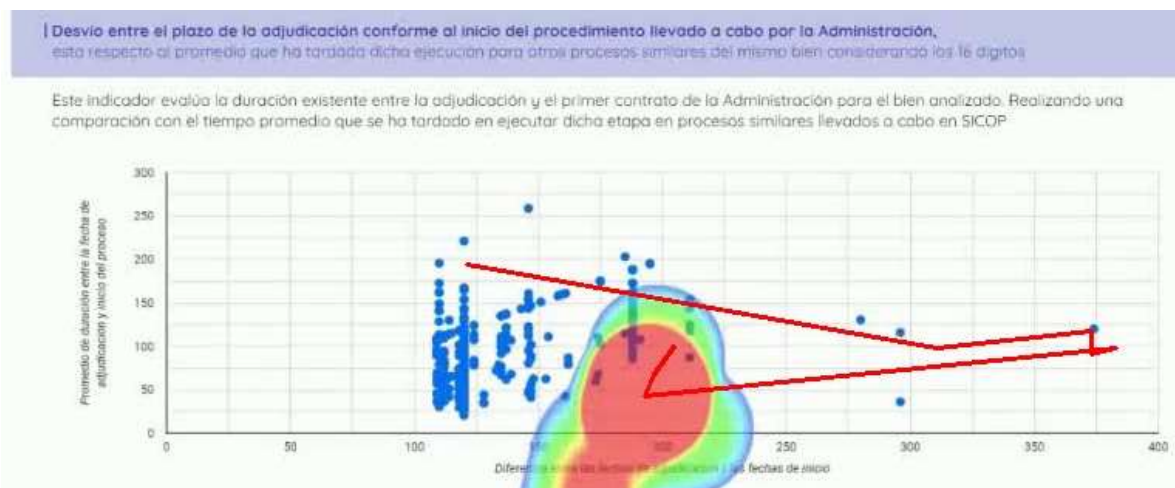 Desvío entre el plazo de la adjudicación conforme al inicio del procedimiento llevado a cabo por la Administración,
esta respecto al promedio que ha tardado dicha ejecución para otros procesos similares del mismo bien considerando los 16 dígitos
Este indicador evalúa la duración existente entre la adjudicación y el primer contrato de la Administración para el bien analizado. Realizando una
comparación con el tiempo promedio que se ha tardado en ejecutar dicha etapa en procesos similares llevados a cabo en SICOP
Promedio de duración entre la fecha de
adjudicación y inicio del proceso
300
250
200
150
100
50
0
0 50 100 150 200 250 300 350 400
las fechas de inicio